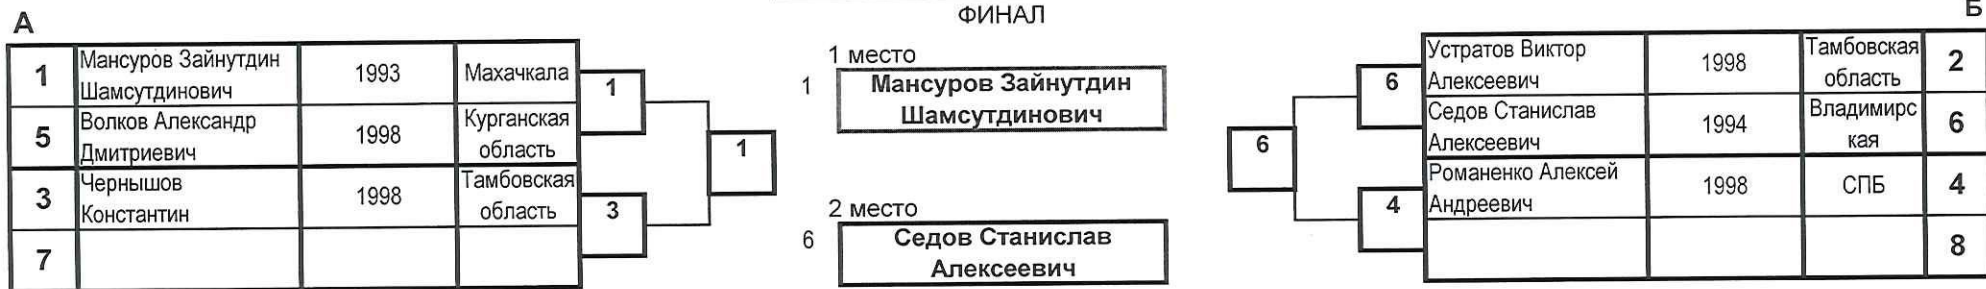 А
ФИНАЛ
Б
1
Мансуров Зайнутдин
Шамсутдинович
1993
Махачкала
5
Волков Александр
Дмитриевич
1998
Курганская
область
3
Чернышов
Константин
1998
Тамбовская
область
7
1
3
1
1 место
1
Мансуров Зайнутдин
Шамсутдинович
2 место
6
Седов Станислав
Алексеевич
6
6
4
Устратов Виктор
Алексеевич
1998
Тамбовская
область
2
Седов Станислав
Алексеевич
1994
Владимирс
кая
6
Романенко Алексей
Андреевич
1998
СПБ
4
8